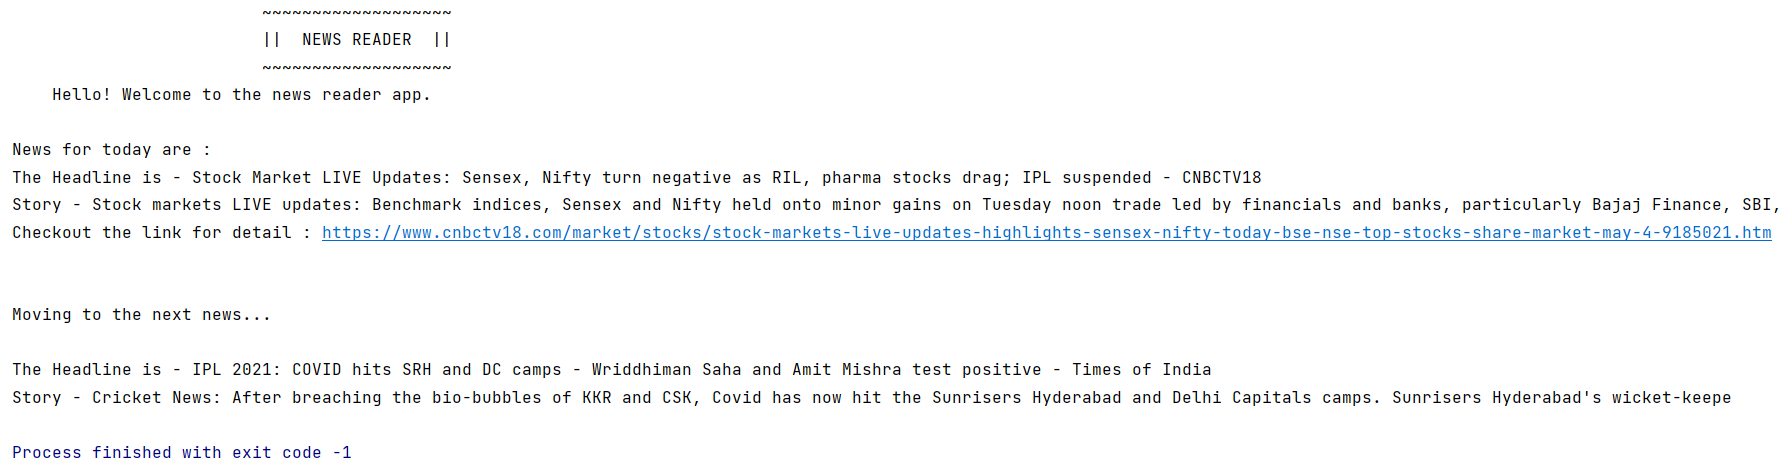 ~~~~~~~~~~~~~~~~~~~
||  NEWS READER  ||
~~~~~~~~~~~~~~~~~~~
Hello! Welcome to the news reader app.
News for today are :
The Headline is - Stock Market LIVE Updates: Sensex, Nifty turn negative as RIL, pharma stocks drag; IPL suspended - CNBCTV18
Story - Stock markets LIVE updates: Benchmark indices, Sensex and Nifty held onto minor gains on Tuesday noon trade led by financials and banks, particularly Bajaj Finance, SBI,
Checkout the link for detail : https://www.cnbctv18.com/market/stocks/stock-markets-live-updates-highlights-sensex-nifty-today-bse-nse-top-stocks-share-market-may-4-9185021.htm
Moving to the next news...
The Headline is - IPL 2021: COVID hits SRH and DC camps - Wriddhiman Saha and Amit Mishra test positive - Times of India
Story - Cricket News: After breaching the bio-bubbles of KKR and CSK, Covid has now hit the Sunrisers Hyderabad and Delhi Capitals camps. Sunrisers Hyderabad's wicket-keepe
Process finished with exit code -1